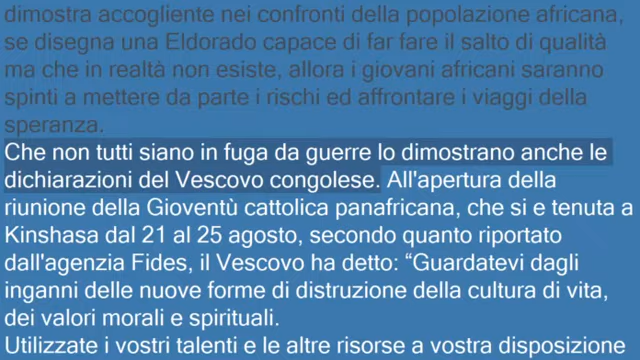 dimostra accogliente nei confronti della popolazione africana,
se disegna una Eldorado capace di far fare il salto di qualità
ma che in realtà non esiste, allora i giovani africani saranno
spinti a mettere da parte i rischi ed affrontare i viaggi della
speranza.
Che non tutti siano in fuga da guerre lo dimostrano anche le
dichiarazioni del Vescovo congolese. All'apertura della
riunione della Gioventù cattolica panafricana, che si e tenuta a
Kinshasa dal 21 al 25 agosto, secondo quanto riportato
dall'agenzia Fides, il Vescovo ha detto: “Guardatevi dagli
inganni delle nuove forme di distruzione della cultura di vita,
dei valori morali e spirituali.
Utilizzate i vostri talenti e le altre risorse a vostra disposizione